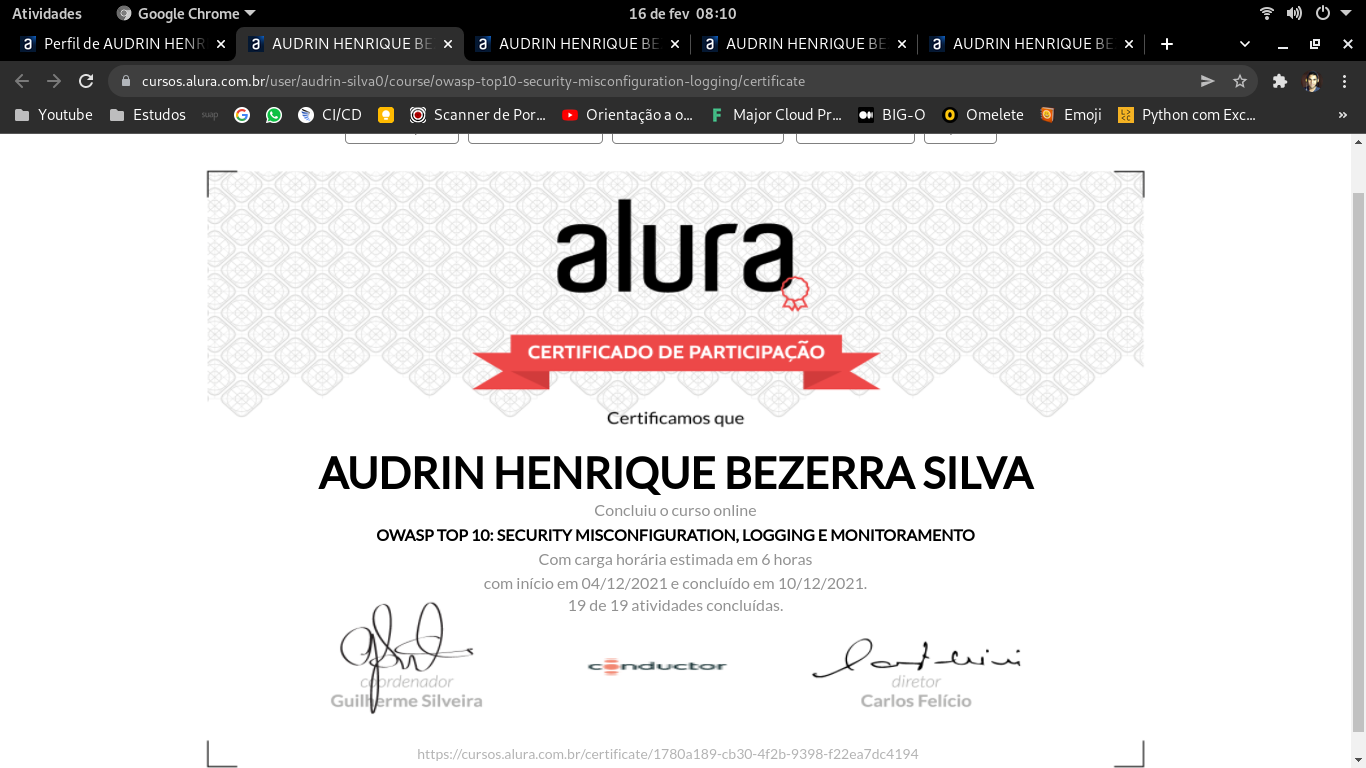 Atividades
Google Chrome
16 de fev 08:10
Perfil de AUDRIN HENR
AUDRIN HENRIQUE BE
AUDRIN HENRIQUE BE
AUDRIN HENRIQUE BE
AUDRIN HENRIQUE BE
cursos.alura.com.br/user/audrin-silva0/course/owasp-top10-security-misconfiguration-logging/certificate
Youtube
Estudos
suap
CI/CD
Scanner de Por...
Orientação a o...
Major Cloud Pr...
BIG-O
Omelete
Emoji
Python com Exc...
»
alura
CERTIFICADO DE PARTICIPAÇÃO
Certificamos que
AUDRIN HENRIQUE BEZERRA SILVA
Concluiu o curso online
OWASP TOP 10: SECURITY MISCONFIGURATION, LOGGING E MONITORAMENTO
Com carga horária estimada em 6 horas
com início em 04/12/2021 e concluído em 10/12/2021.
19 de 19 atividades concluídas.
coordenador
Guilherme Silveira
conductor
diretor
Carlos Felício
https://cursos.alura.com.br/certificate/1780a189-cb30-4f2b-9398-f22ea7dc4194